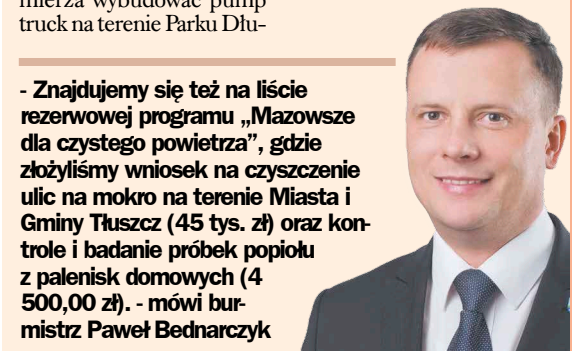 mierza wybudować pump
truck na terenie Parku Dłu-
- Znajdujemy się też na liście
rezerwowej programu „Mazowsze
dla czystego powietrza”, gdzie
złożyliśmy wniosek na czyszczenie
ulic na mokro na terenie Miasta i
Gminy Tłuszcz (45 tys. zł) oraz kon-
trole i badanie próbek popiołu
z palenisk domowych (4
500,00 zł). - mówi bur-
mistrz Paweł Bednarczyk